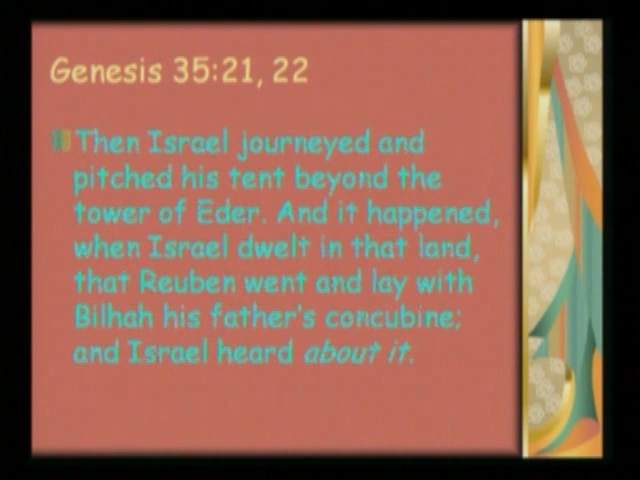 Genesis 35:21, 22
Then Israel journeyed and
pitched his tent beyond the
tower of Eder. And it happened,
when Israel dwelt in that land,
that Reuben went and lay with
Bilhah his father's concubine;
and Israel heard about it.